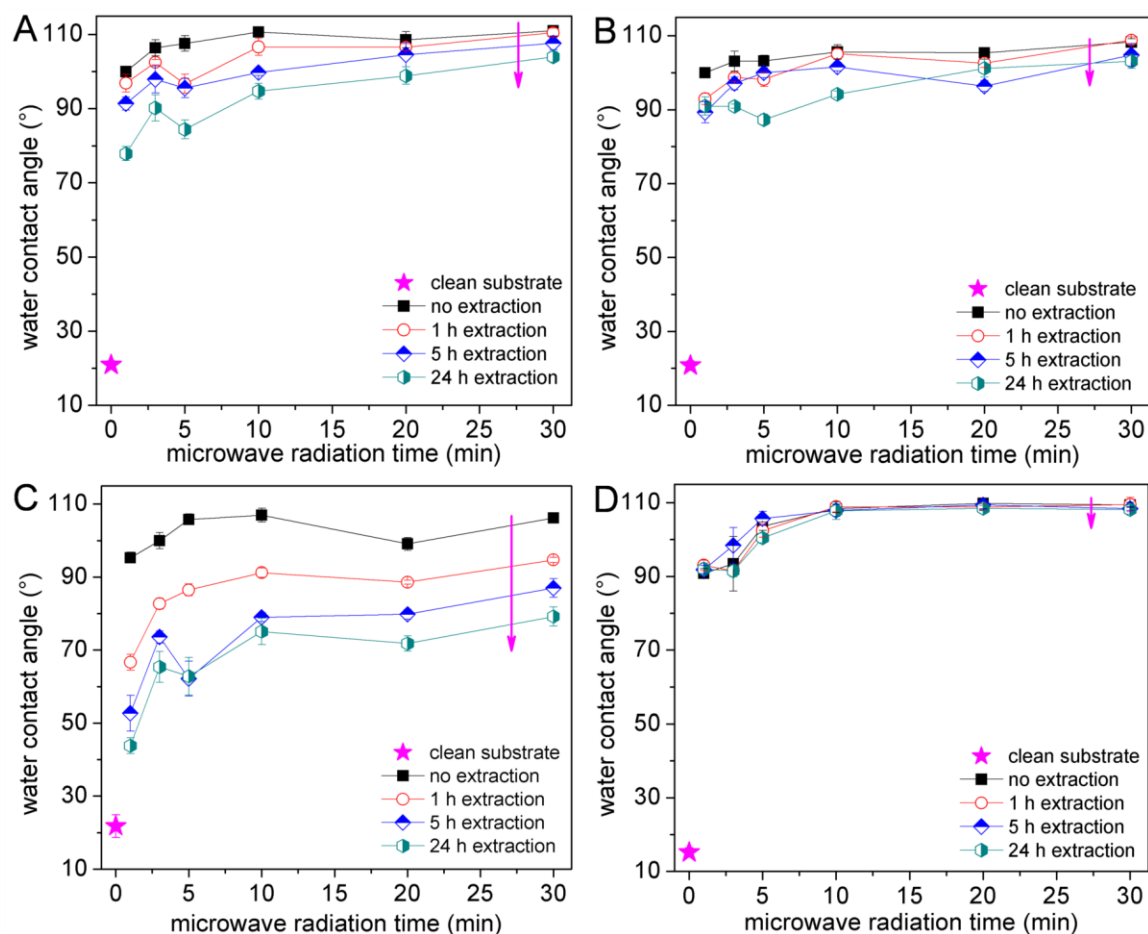 A
110
90
70
50
30
10
water contact angle (°)
clean substrate
no extraction
1 h extraction
5 h extraction
24 h extraction
0 5 10 15 20 25 30
microwave radiation time (min)
B
110
90
70
50
30
10
water contact angle (°)
clean substrate
no extraction
1 h extraction
5 h extraction
24 h extraction
0 5 10 15 20 25 30
microwave radiation time (min)
C
110
90
70
50
30
10
water contact angle (°)
clean substrate
no extraction
1 h extraction
5 h extraction
24 h extraction
0 5 10 15 20 25 30
microwave radiation time (min)
D
110
90
70
50
30
10
water contact angle (°)
clean substrate
no extraction
1 h extraction
5 h extraction
24 h extraction
0 5 10 15 20 25 30
microwave radiation time (min)